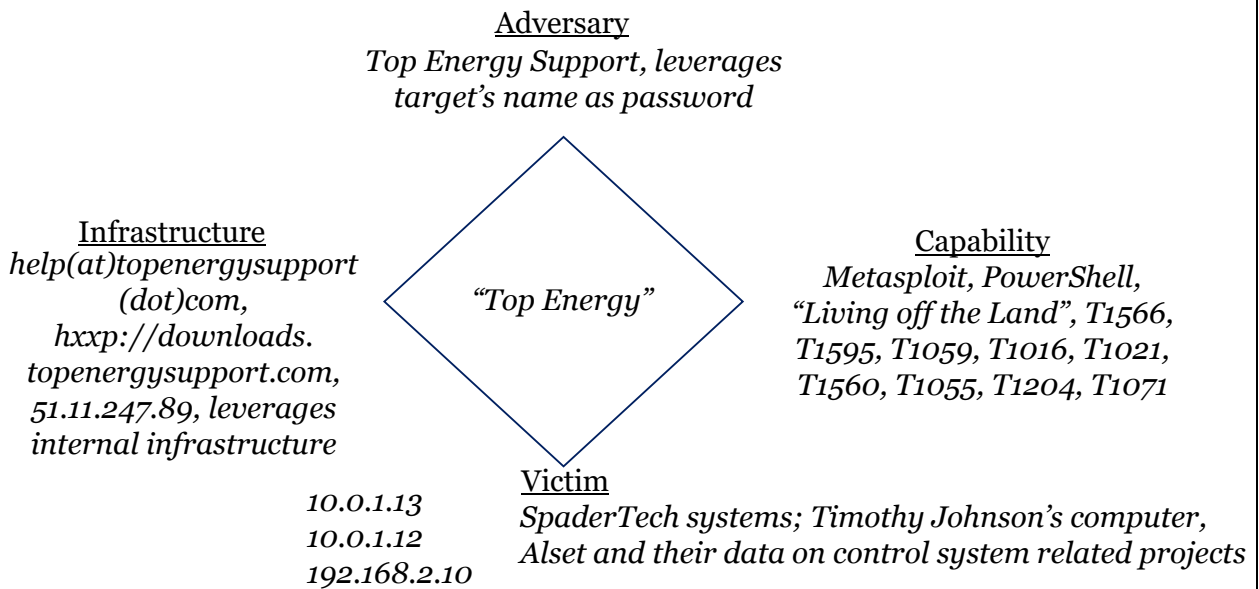 Adversary
Top Energy Support, leverages
target’s name as password
Infrastructure
help(at)topenergysupport
(dot)com,
hxxp://downloads.
topenergysupport.com,
51.11.247.89, leverages
internal infrastructure
“Top Energy”
Capability
Metasploit, PowerShell,
“Living off the Land”, T1566,
T1595, T1059, T1016, T1021,
T1560, T1055, T1204, T1071
10.0.1.13
10.0.1.12
192.168.2.10
Victim
SpaderTech systems; Timothy Johnson’s computer,
Alset and their data on control system related projects